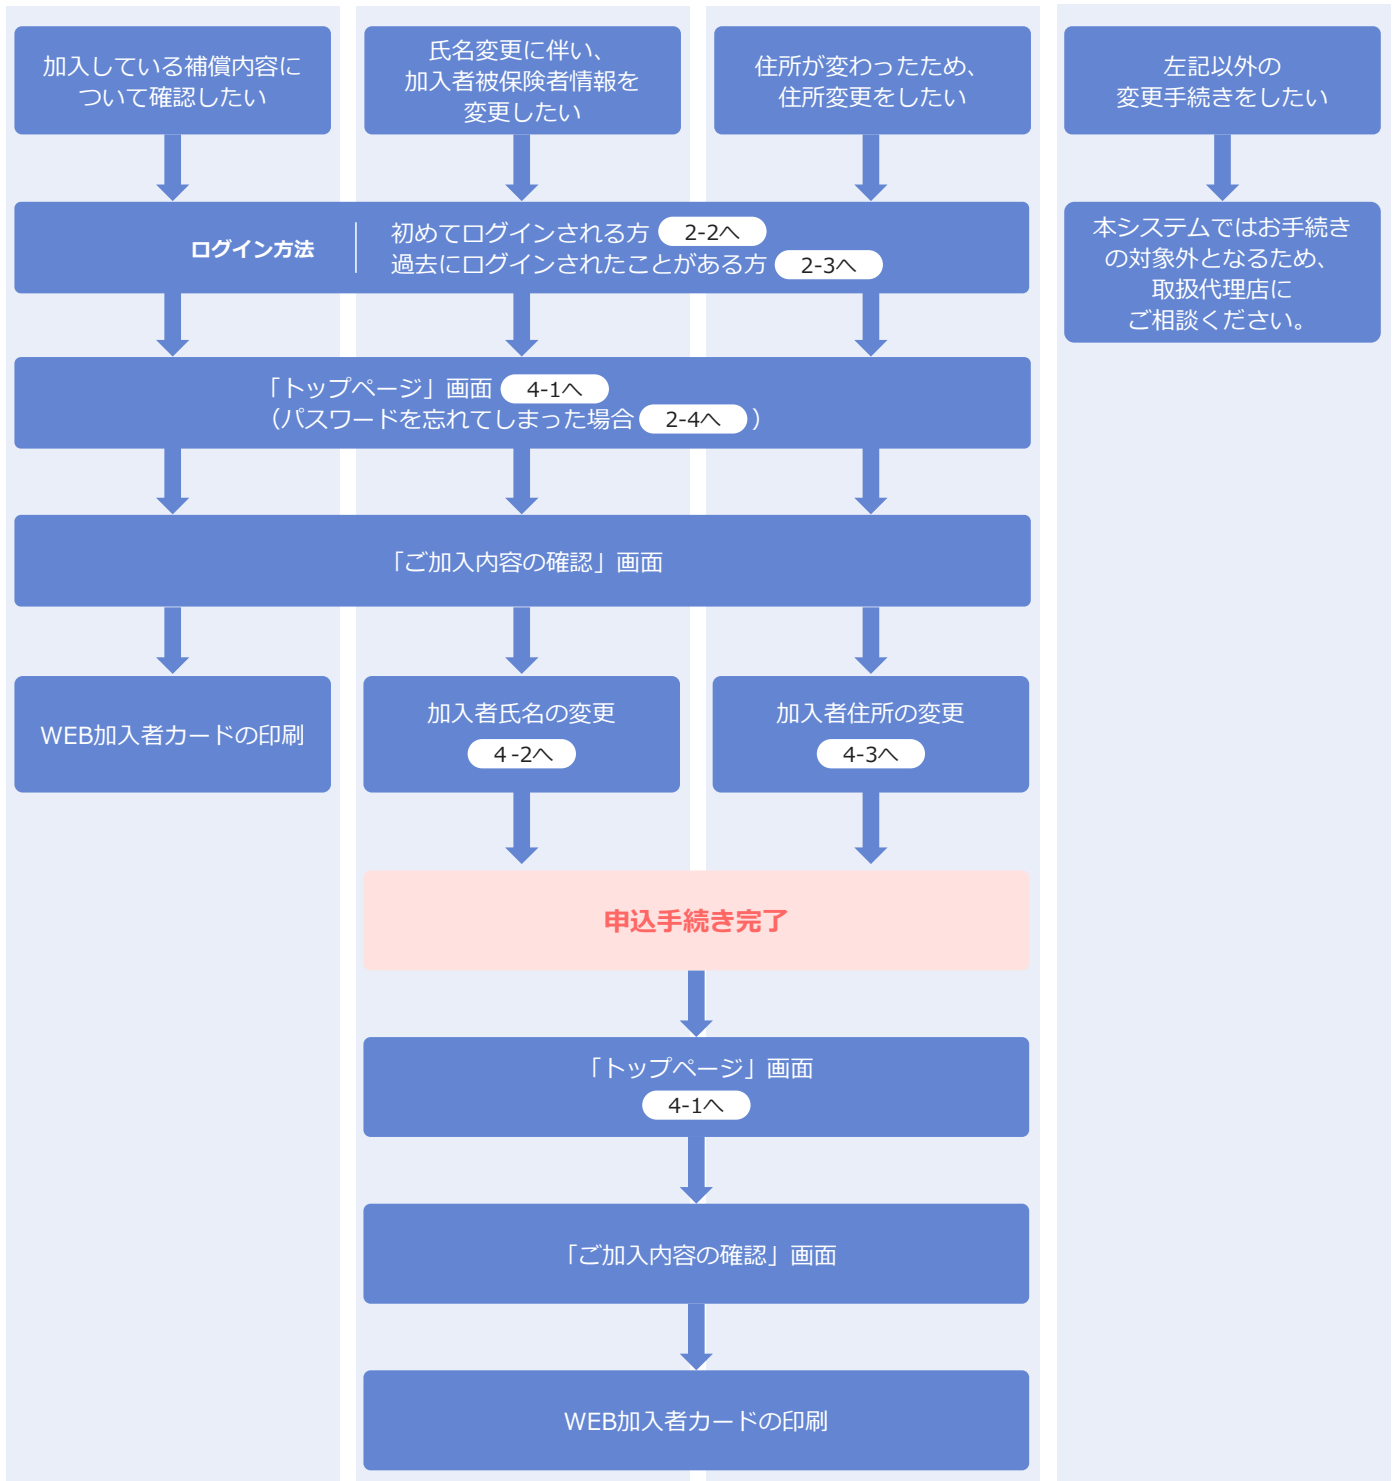 加入している補償内容に
ついて確認したい
氏名変更に伴い、
加入者被保険者情報を
変更したい
住所が変わったため、
住所変更をしたい
左記以外の
変更手続きをしたい
ログイン方法
初めてログインされる方 2-2へ
過去にログインされたことがある方 2-3へ
本システムではお手続き
の対象外となるため、
取扱代理店に
ご相談ください。
「トップページ」画面 4-1へ
（パスワードを忘れてしまった場合 2-4へ ）
「ご加入内容の確認」画面
WEB加入者カードの印刷
加入者氏名の変更
４-2へ
加入者住所の変更
4-3へ
申込手続き完了
「トップページ」画面
4-1へ
「ご加入内容の確認」画面
WEB加入者カードの印刷